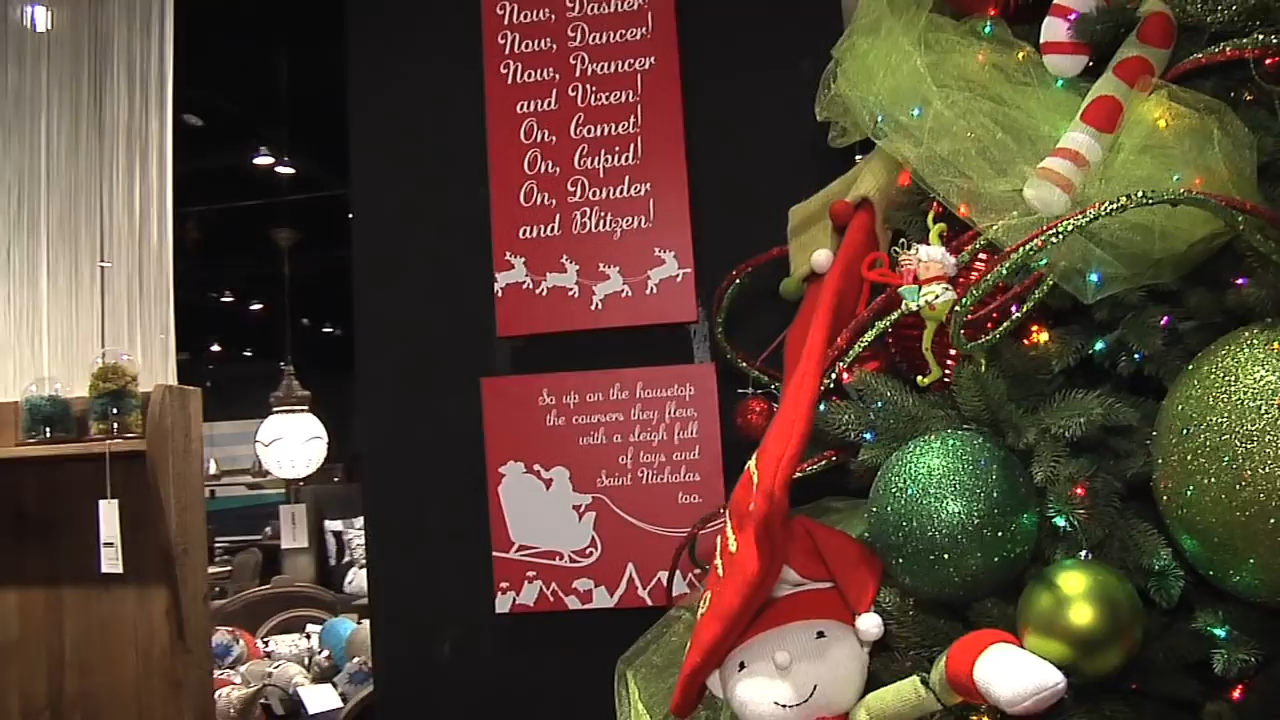 Now, Dasher!
Now, Dancer!
Now, Prancer
and Vixen!
On, Comet!
On, Cupid!
On, Donder
and Blitzen!
So up on the housetop
the coursers they flew,
with a sleigh full
of toys and
Saint Nicholas
too.